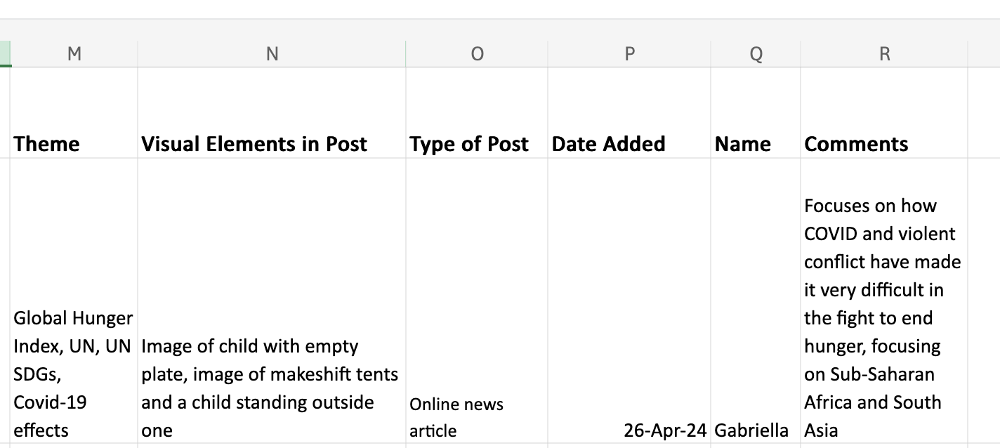 M N O P Q R
Theme Visual Elements in Post Type of Post Date Added Name Comments
Global Hunger
Index, UN, UN
SDGs,
Covid-19
effects
Image of child with empty
plate, image of makeshift tents
and a child standing outside
one
Online news
article
26-Apr-24
Gabriella
Focuses on how
COVID and violent
conflict have made
it very difficult in
the fight to end
hunger, focusing
on Sub-Saharan
Africa and South
Asia